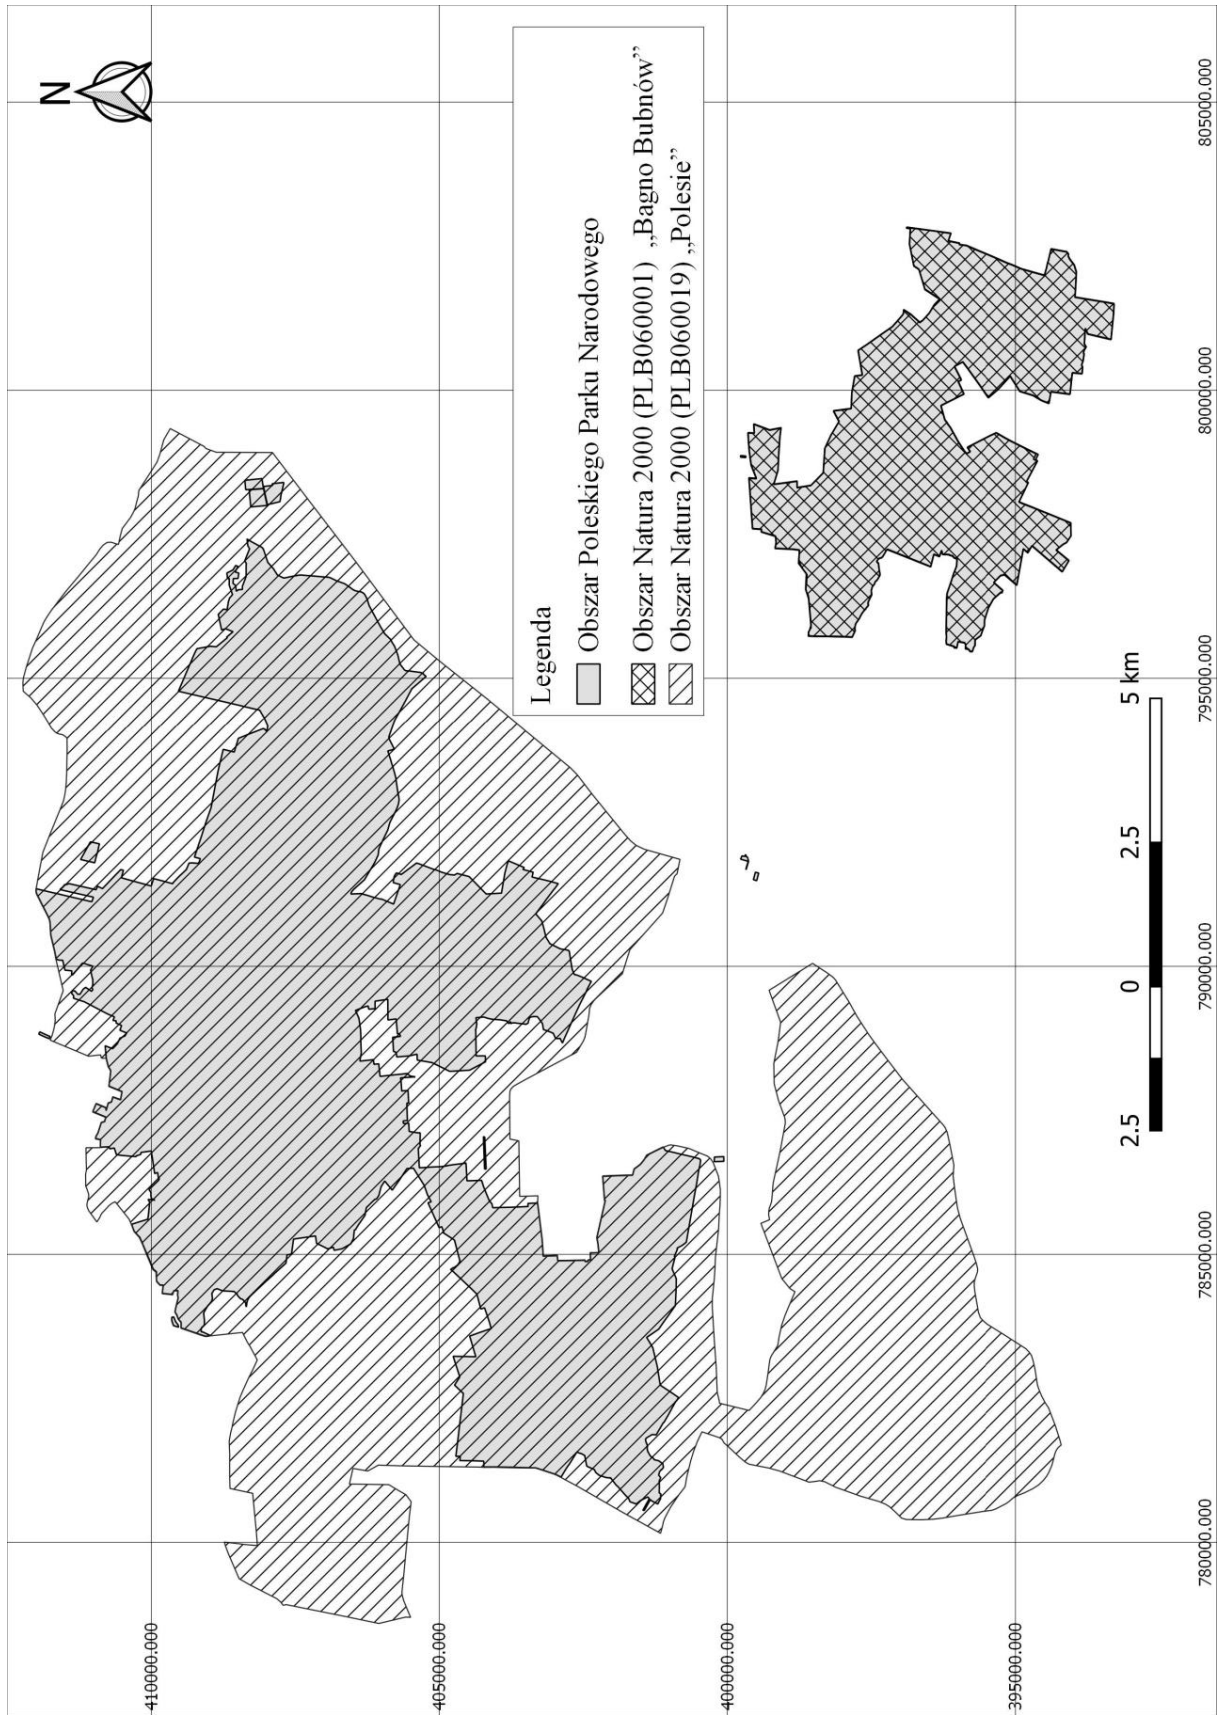 N
Legenda
Obszar Poleskiego Parku Narodowego
Obszar Natura 2000 (PLB060001) „Bagno Bubnów”
Obszar Natura 2000 (PLB060019) „Polesie”
410000.000
405000.000
400000.000
395000.000
2.5 0 2.5 5 km
780000.000 785000.000 790000.000 795000.000 800000.000 805000.000